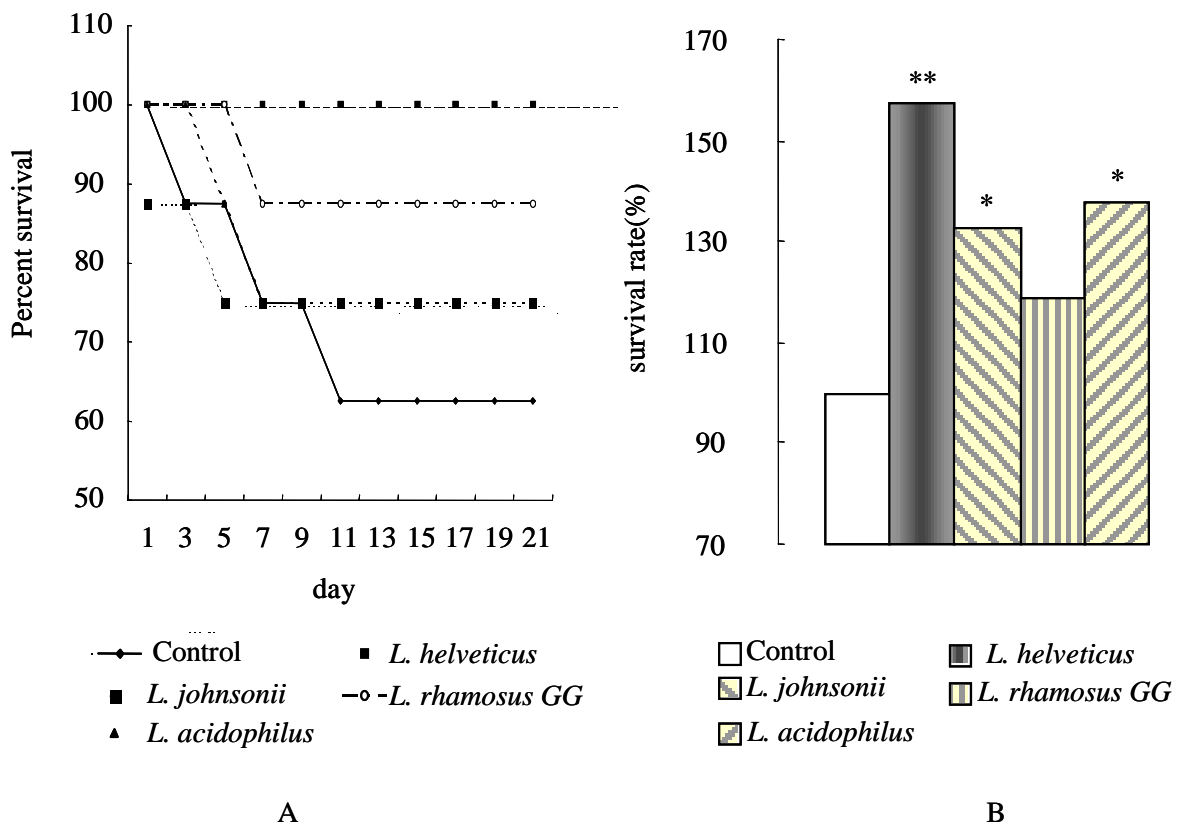 110
100
90
80
70
60
50
Percent survival
1 3 5 7 9 11 13 15 17 19 21
day
Control
L. helveticus
L. johnsonii
L. rhamosus GG
L. acidophilus
A
170
150
130
110
90
70
survival rate(%)
**
*
*
Control
L. helveticus
L. johnsonii
L. rhamosus GG
L. acidophilus
B